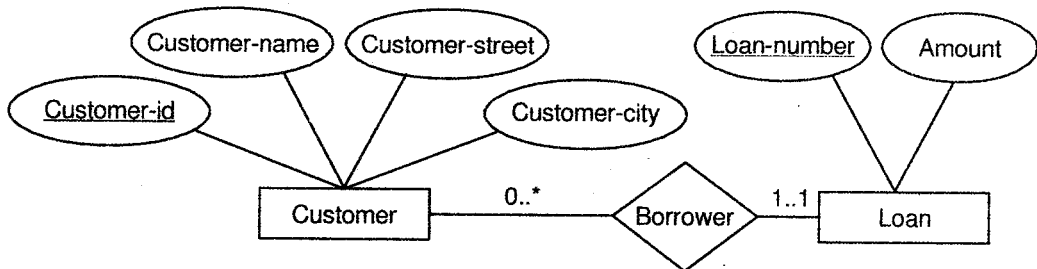 Customer-name
Customer-street
Loan-number
Amount
Customer-id
Customer-city
Customer
0..*
Borrower
1..1
Loan